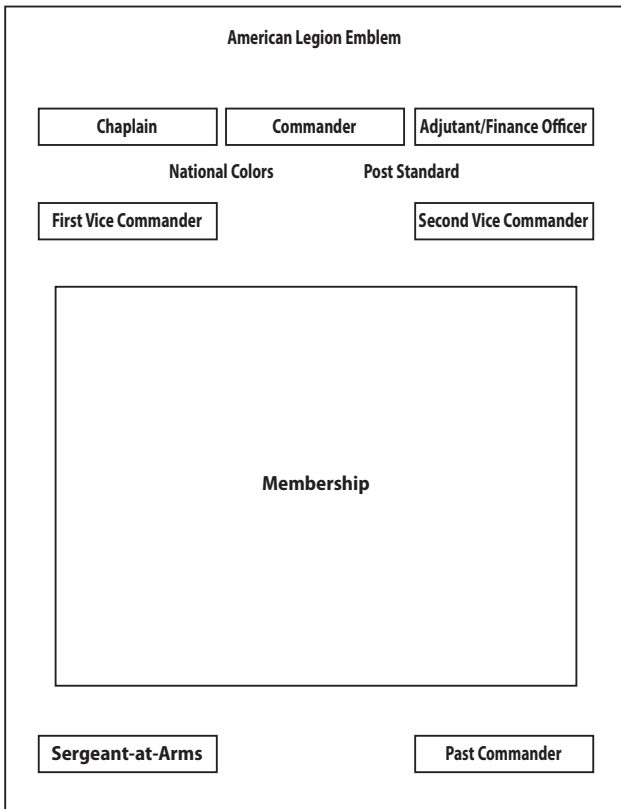 American Legion Emblem
Chaplain
Commander
Adjutant/Finance Officer
National Colors
Post Standard
First Vice Commander
Second Vice Commander
Membership
Sergeant-at-Arms
Past Commander